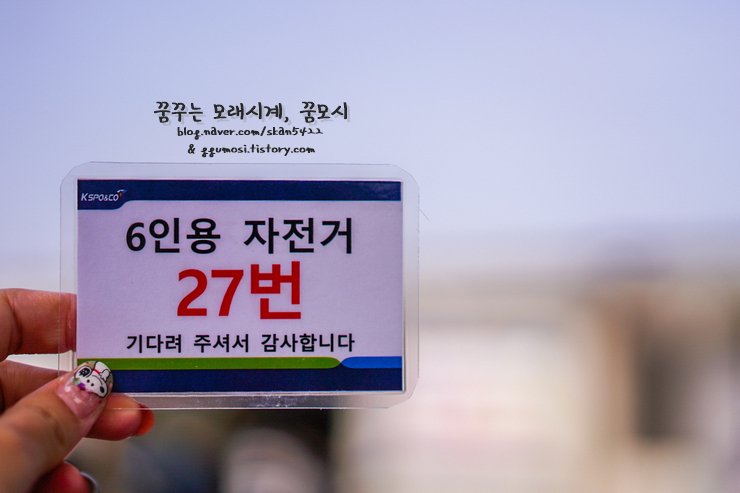 꿈꾸는 모래시계, 꿈모시
blog.naver.com/skan5422
& ggumosi.tistory.com
KSPO&CO
6인용 자전거
27번
기다려 주셔서 감사합니다